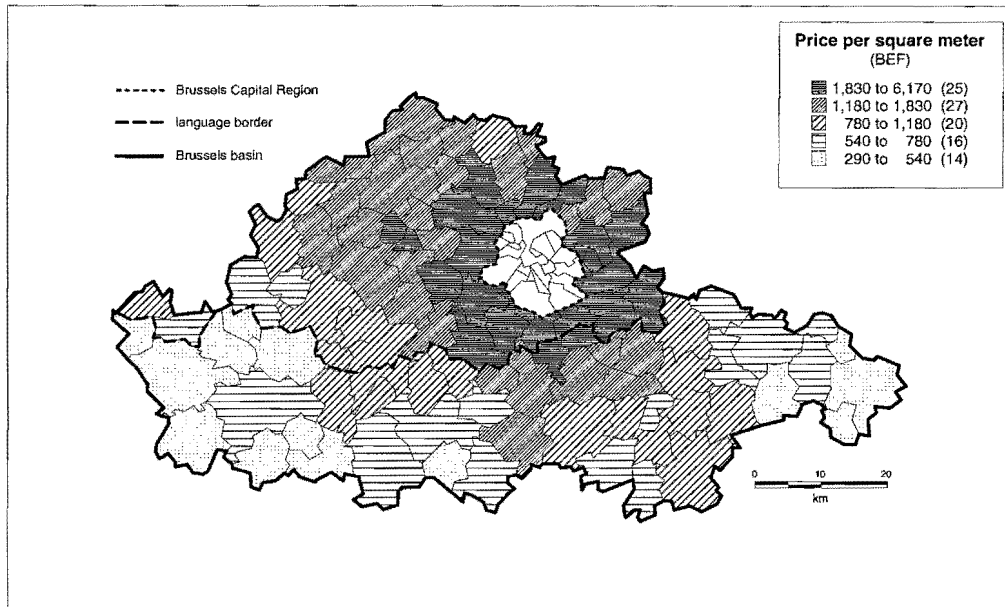 Price per square meter
(BEF)
1,830 to 6,170 (25)
1,180 to 1,830 (27)
780 to 1,180 (20)
540 to 780 (16)
290 to 540 (14)
Brussels Capital Region
language border
Brussels basin
0 10 20
km